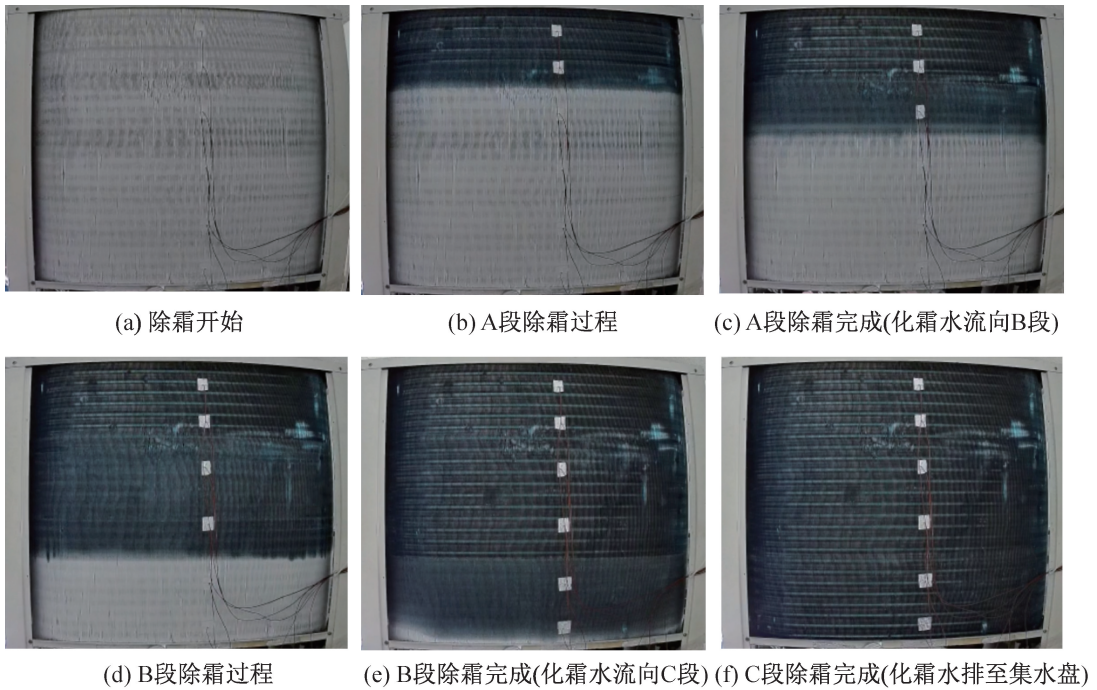 (a) 除霜开始
(b) A段除霜过程
(c) A段除霜完成(化霜水流向B段)
(d) B段除霜过程
(e) B段除霜完成(化霜水流向C段)
(f) C段除霜完成(化霜水排至集水盘)